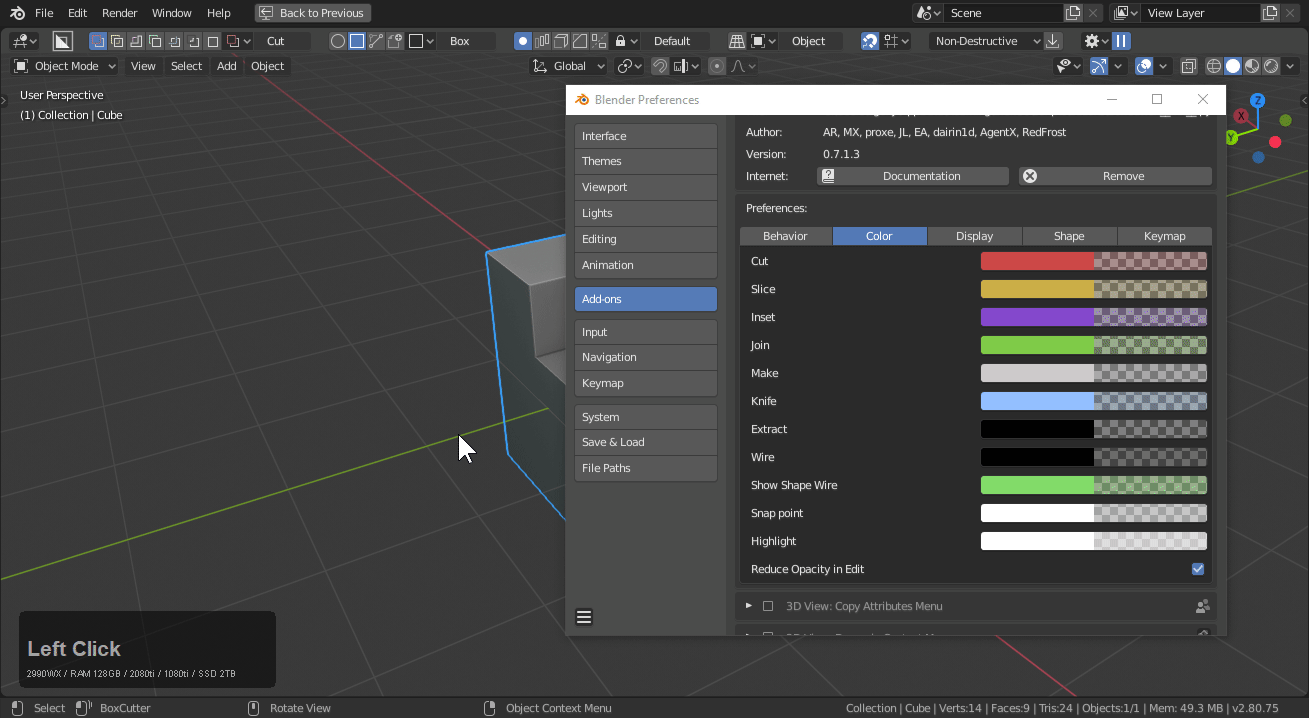 File Edit Render Window Help Back to Previous Scene View Layer
Cut Box Default Object Non-Destructive
Object Mode View Select Add Object Global
User Perspective
(1) Collection | Cube
Blender Preferences
Interface
Themes
Viewport
Lights
Editing
Animation
Add-ons
Input
Navigation
Keymap
System
Save & Load
File Paths
Author: AR, MX, proxe, JL, EA, dairin1d, AgentX, RedFrost
Version: 0.7.1.3
Internet: Documentation Remove
Preferences:
Behavior Color Display Shape Keymap
Cut
Slice
Inset
Join
Make
Knife
Extract
Wire
Show Shape Wire
Snap point
Highlight
Reduce Opacity in Edit
3D View: Copy Attributes Menu
Z
X
Y
Left Click
2990WX / RAM 128GB / 2080ti / 1080ti / SSD 2TB
Select BoxCutter Rotate View Object Context Menu Collection | Cube | Verts:14 | Faces:9 | Tris:24 | Objects:1/1 | Mem: 49.3 MB | v2.80.75